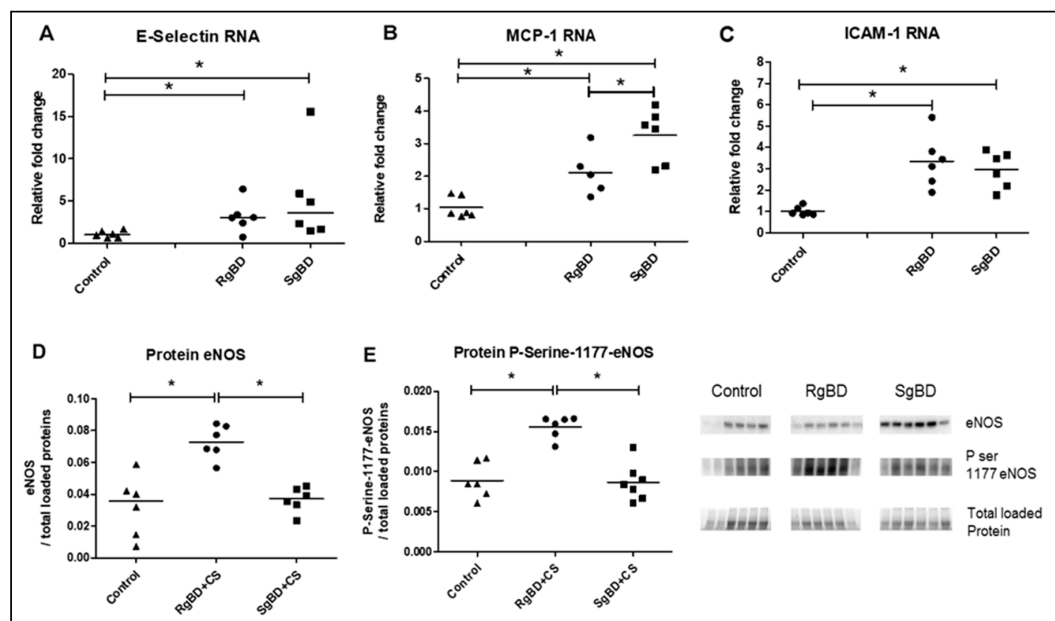 A
E-Selectin RNA
*
*
Relative fold change
20
15
10
5
0
Control
RgBD
SgBD
B
MCP-1 RNA
*
*
*
Relative fold change
5
4
3
2
1
0
Control
RgBD
SgBD
C
ICAM-1 RNA
*
*
Relative fold change
8
7
6
5
4
3
2
1
0
Control
RgBD
SgBD
D
Protein eNOS
*
*
eNOS
/ total loaded proteins
0.10
0.08
0.06
0.04
0.02
0.00
Control
RgBD+CS
SgBD+CS
E
Protein P-Serine-1177-eNOS
*
*
P-Serine-1177-eNOS
/ total loaded proteins
0.020
0.015
0.010
0.005
0.000
Control
RgBD+CS
SgBD+CS
Control RgBD SgBD
eNOS
P ser
1177 eNOS
Total loaded
Protein